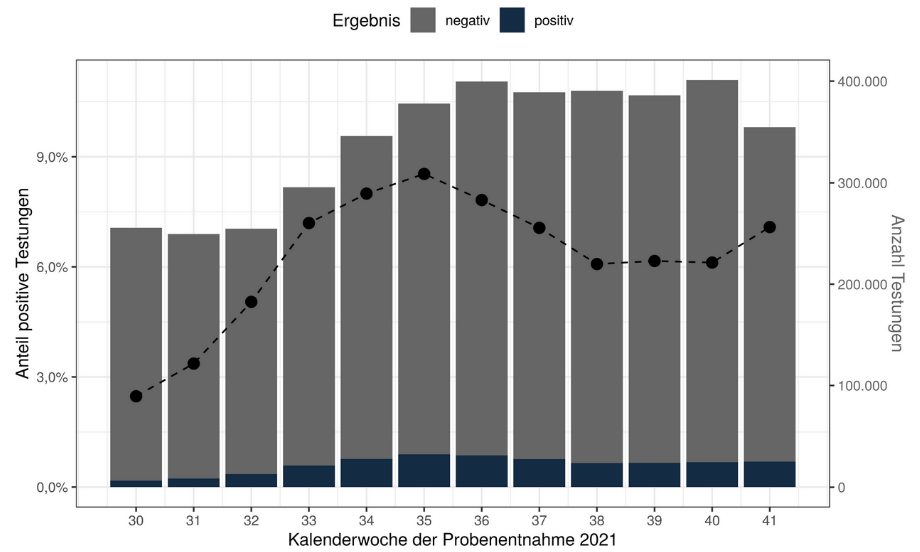 Ergebnis negativ positiv
Anteil positive Testungen
9,0%
6,0%
3,0%
0,0%
400.000
300.000
200.000
100.000
0
Anzahl Testungen
30 31 32 33 34 35 36 37 38 39 40 41
Kalenderwoche der Probenentnahme 2021